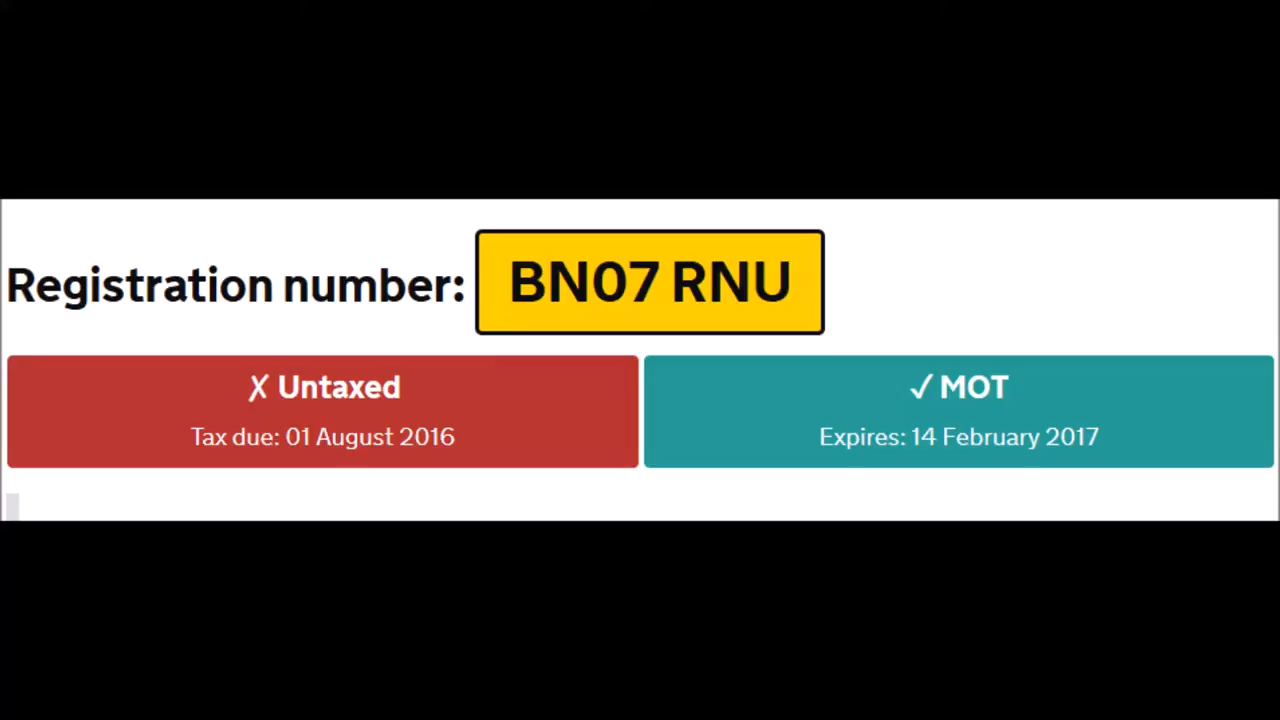 Registration number: BN07 RNU
✗ Untaxed
Tax due: 01 August 2016
✓ MOT
Expires: 14 February 2017